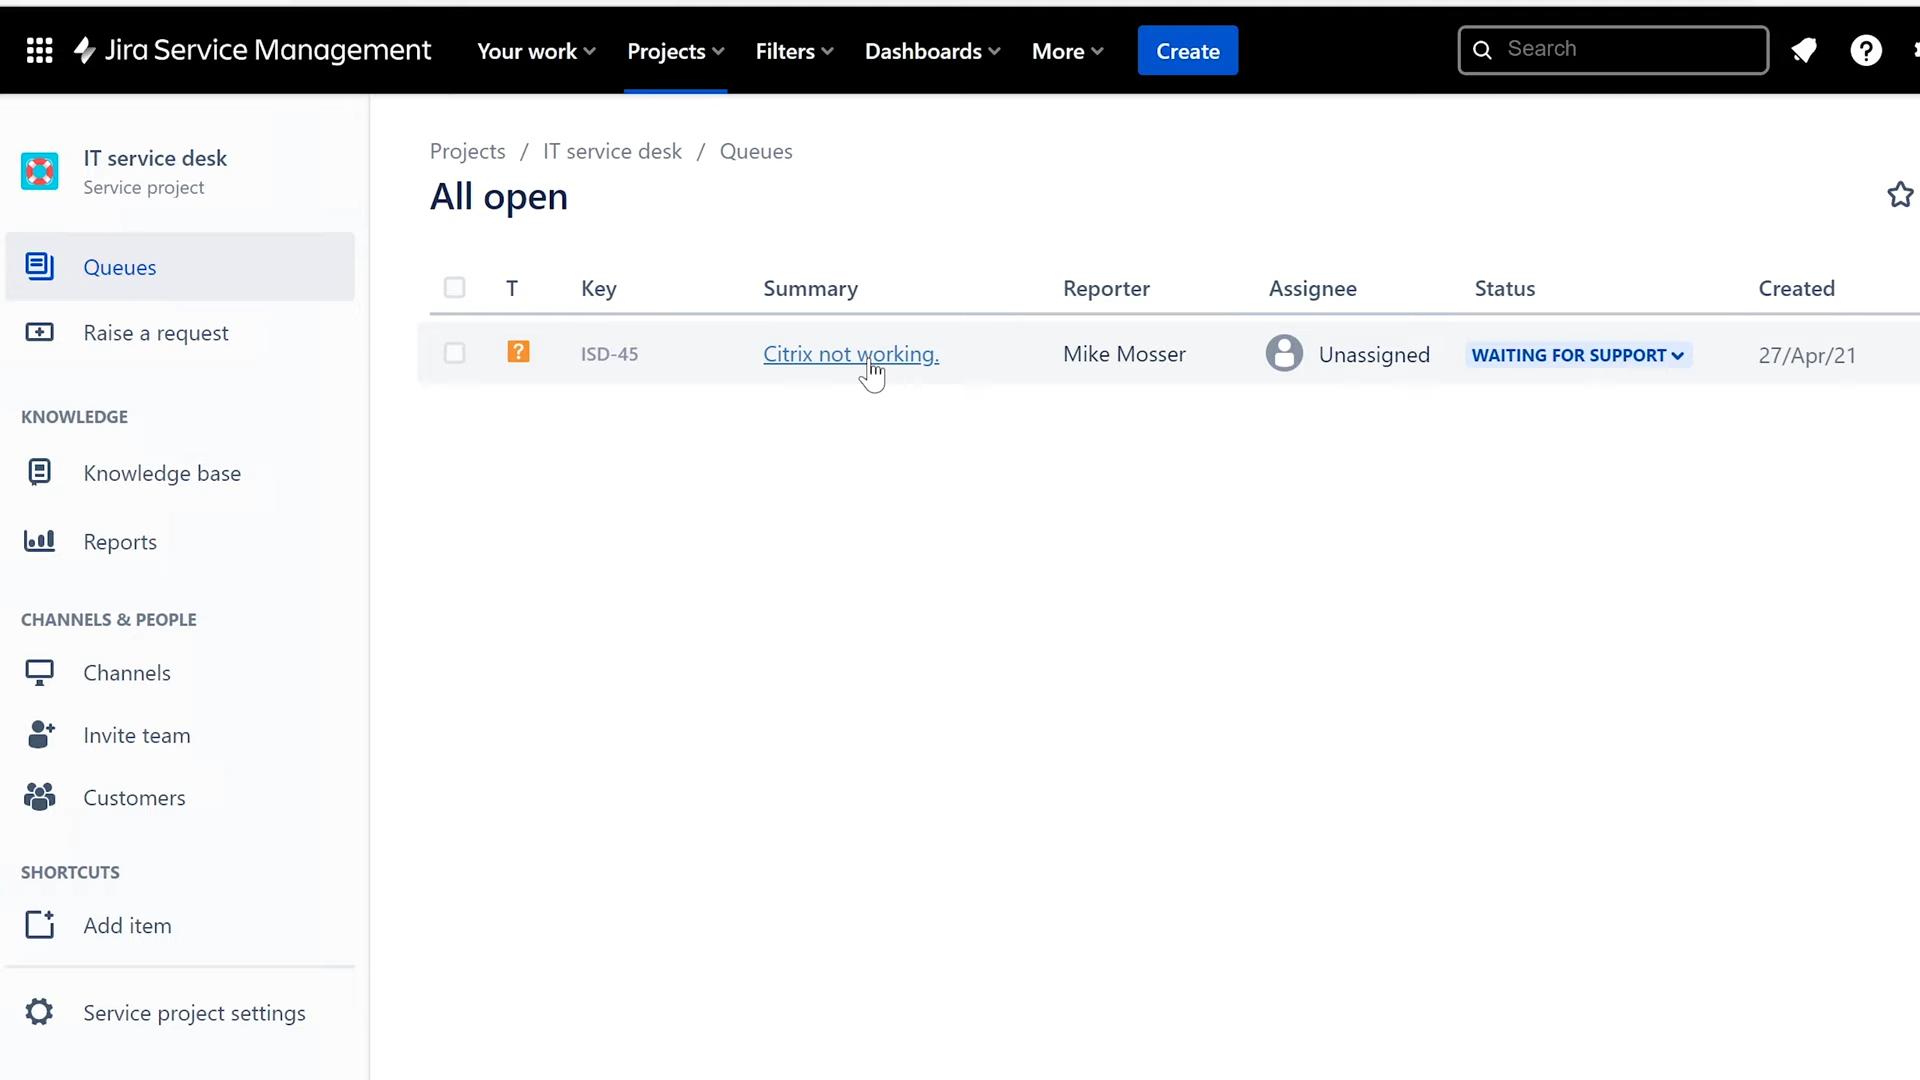 Jira Service Management Your work Projects Filters Dashboards More Create Search ?
IT service desk
Service project
Queues
Raise a request
KNOWLEDGE
Knowledge base
Reports
CHANNELS & PEOPLE
Channels
Invite team
Customers
SHORTCUTS
Add item
Service project settings
Projects / IT service desk / Queues
All open
T Key Summary Reporter Assignee Status Created
? ISD-45 Citrix not working. Mike Mosser Unassigned WAITING FOR SUPPORT 27/Apr/21